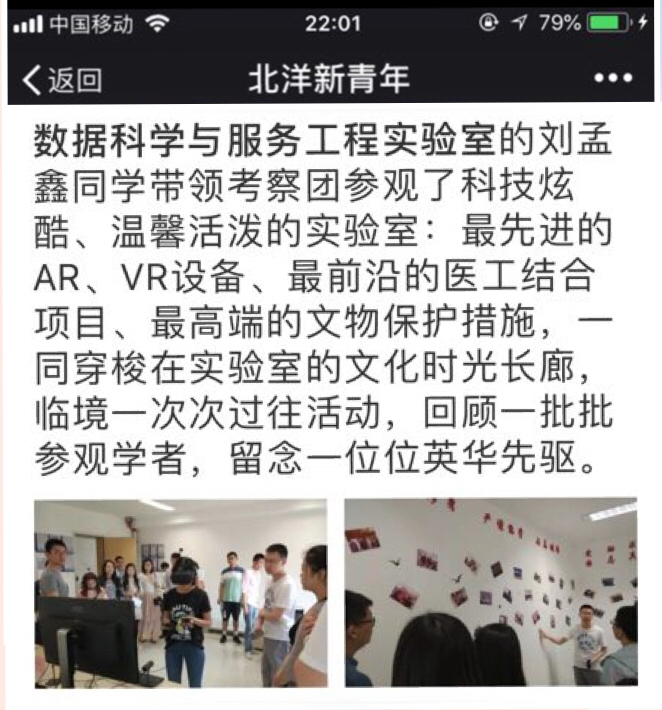 中国移动 22:01 79%
返回 北洋新青年
数据科学与服务工程实验室的刘孟
鑫同学带领考察团参观了科技炫
酷、温馨活泼的实验室：最先进的
AR、VR设备、最前沿的医工结合
项目、最高端的文物保护措施，一
同穿梭在实验室的文化时光长廊，
临境一次次过往活动，回顾一批批
参观学者，留念一位位英华先驱。